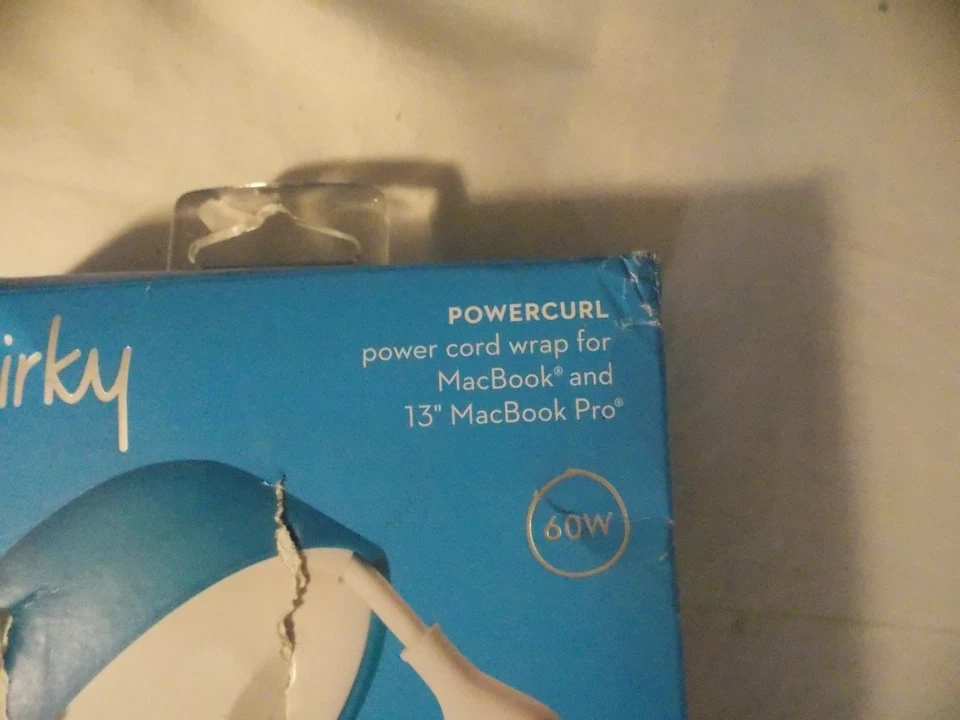 irky
POWERCURL
power cord wrap for
MacBook® and
13" MacBook Pro®
60W